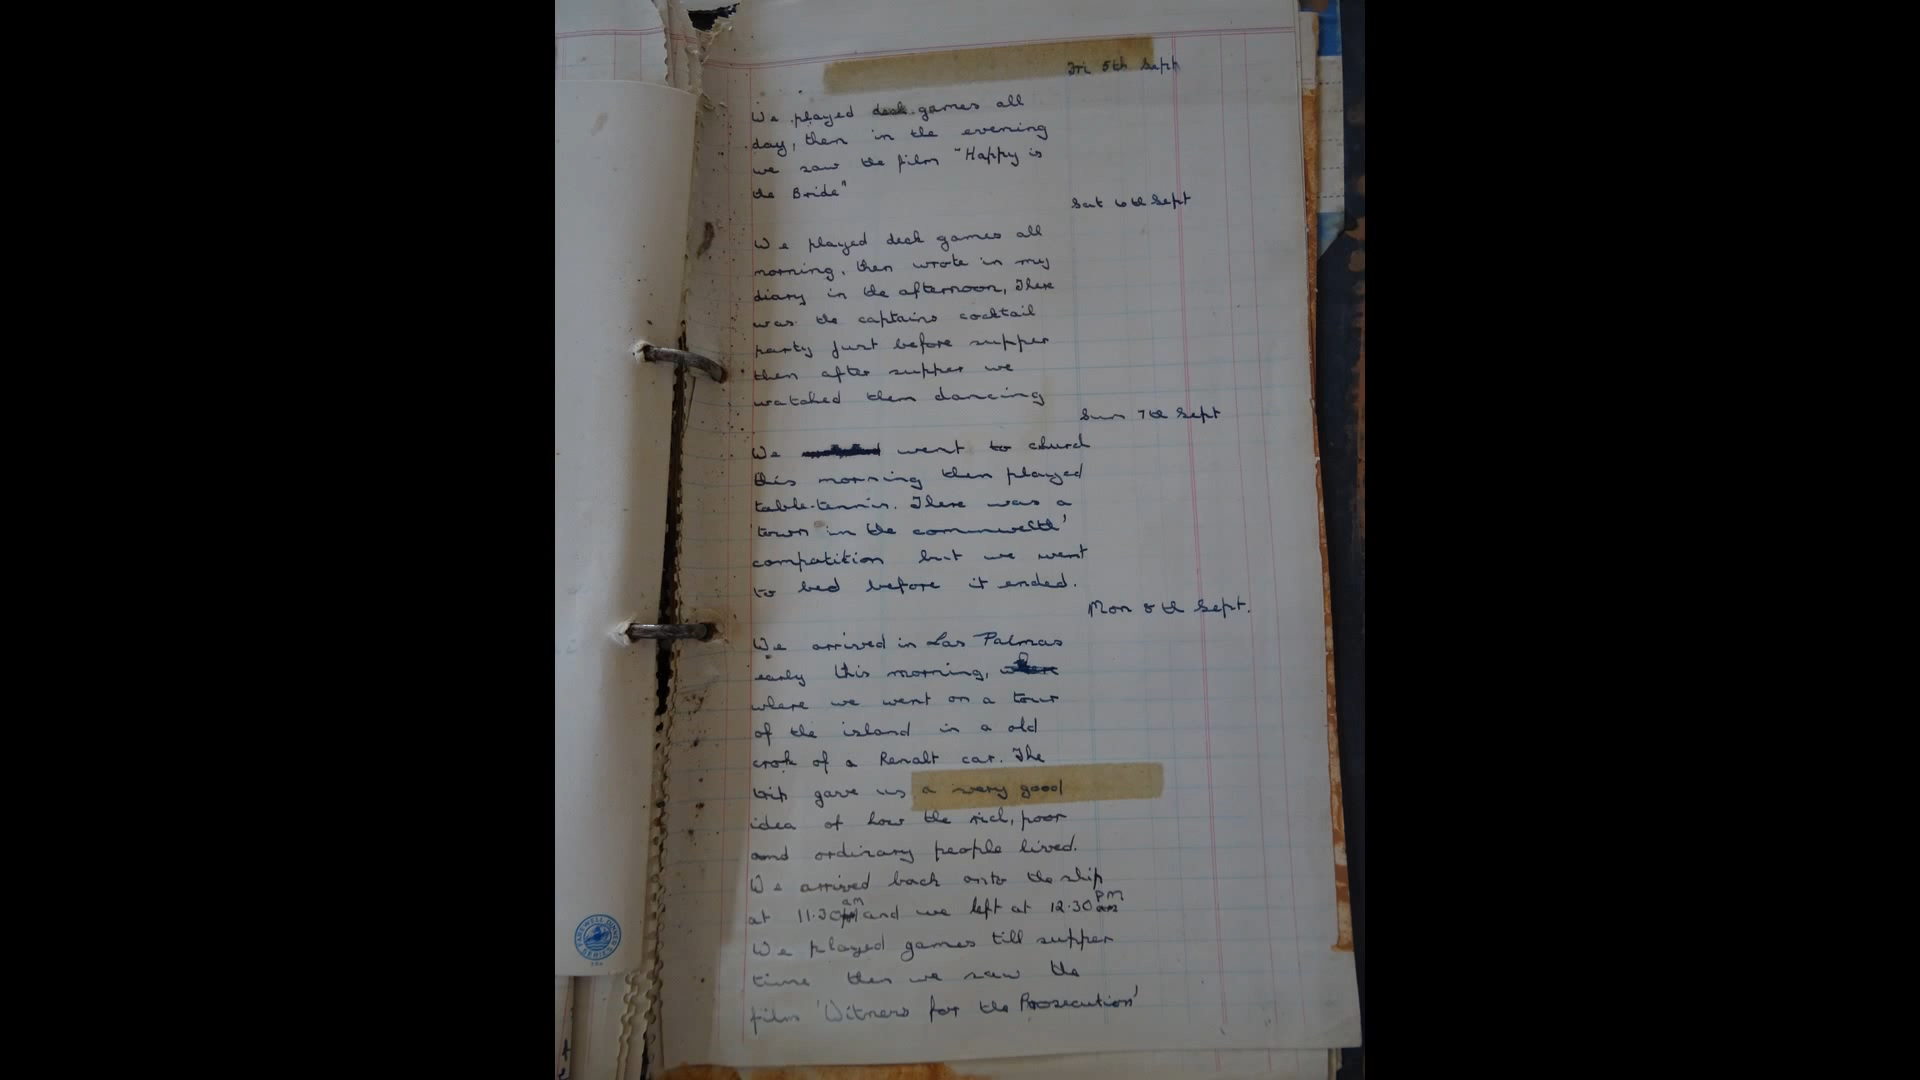 Fri 5th Sept
We played deck games all
day, then in the evening
we saw the film "Happy is
the Bride"
Sat 6th Sept
We played deck games all
morning, then wrote in my
diary in the afternoon, There
was the captains cocktail
party just before supper
then after supper we
watched them dancing
Sun 7th Sept
We went to church
this morning then played
table-tennis. There was a
'town in the commwelth'
compatition but we went
to bed before it ended.
Mon 8th Sept.
We arrived in Las Palmas
early this morning,
where we went on a tour
of the island in a old
crok of a Renalt car. The
trip gave us a very good
idea of how the rich, poor
and ordinary people lived.
We arrived back onto the ship
at 11.30 am and we left at 12.30 pm
We played games till supper
time then we saw the
film 'Witness for the Prosecution'
FAREWELL DINNER
SERIES